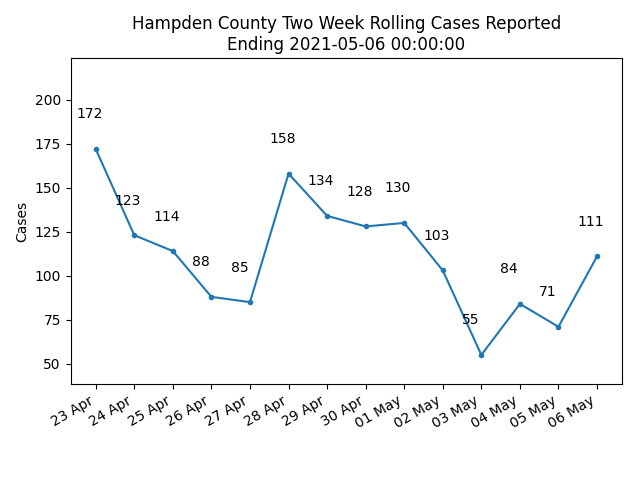 Hampden County Two Week Rolling Cases Reported
Ending 2021-05-06 00:00:00
Cases
200
175
150
125
100
75
50
172
123
114
88
85
158
134
128
130
103
55
84
71
111
23 Apr
24 Apr
25 Apr
26 Apr
27 Apr
28 Apr
29 Apr
30 Apr
01 May
02 May
03 May
04 May
05 May
06 May